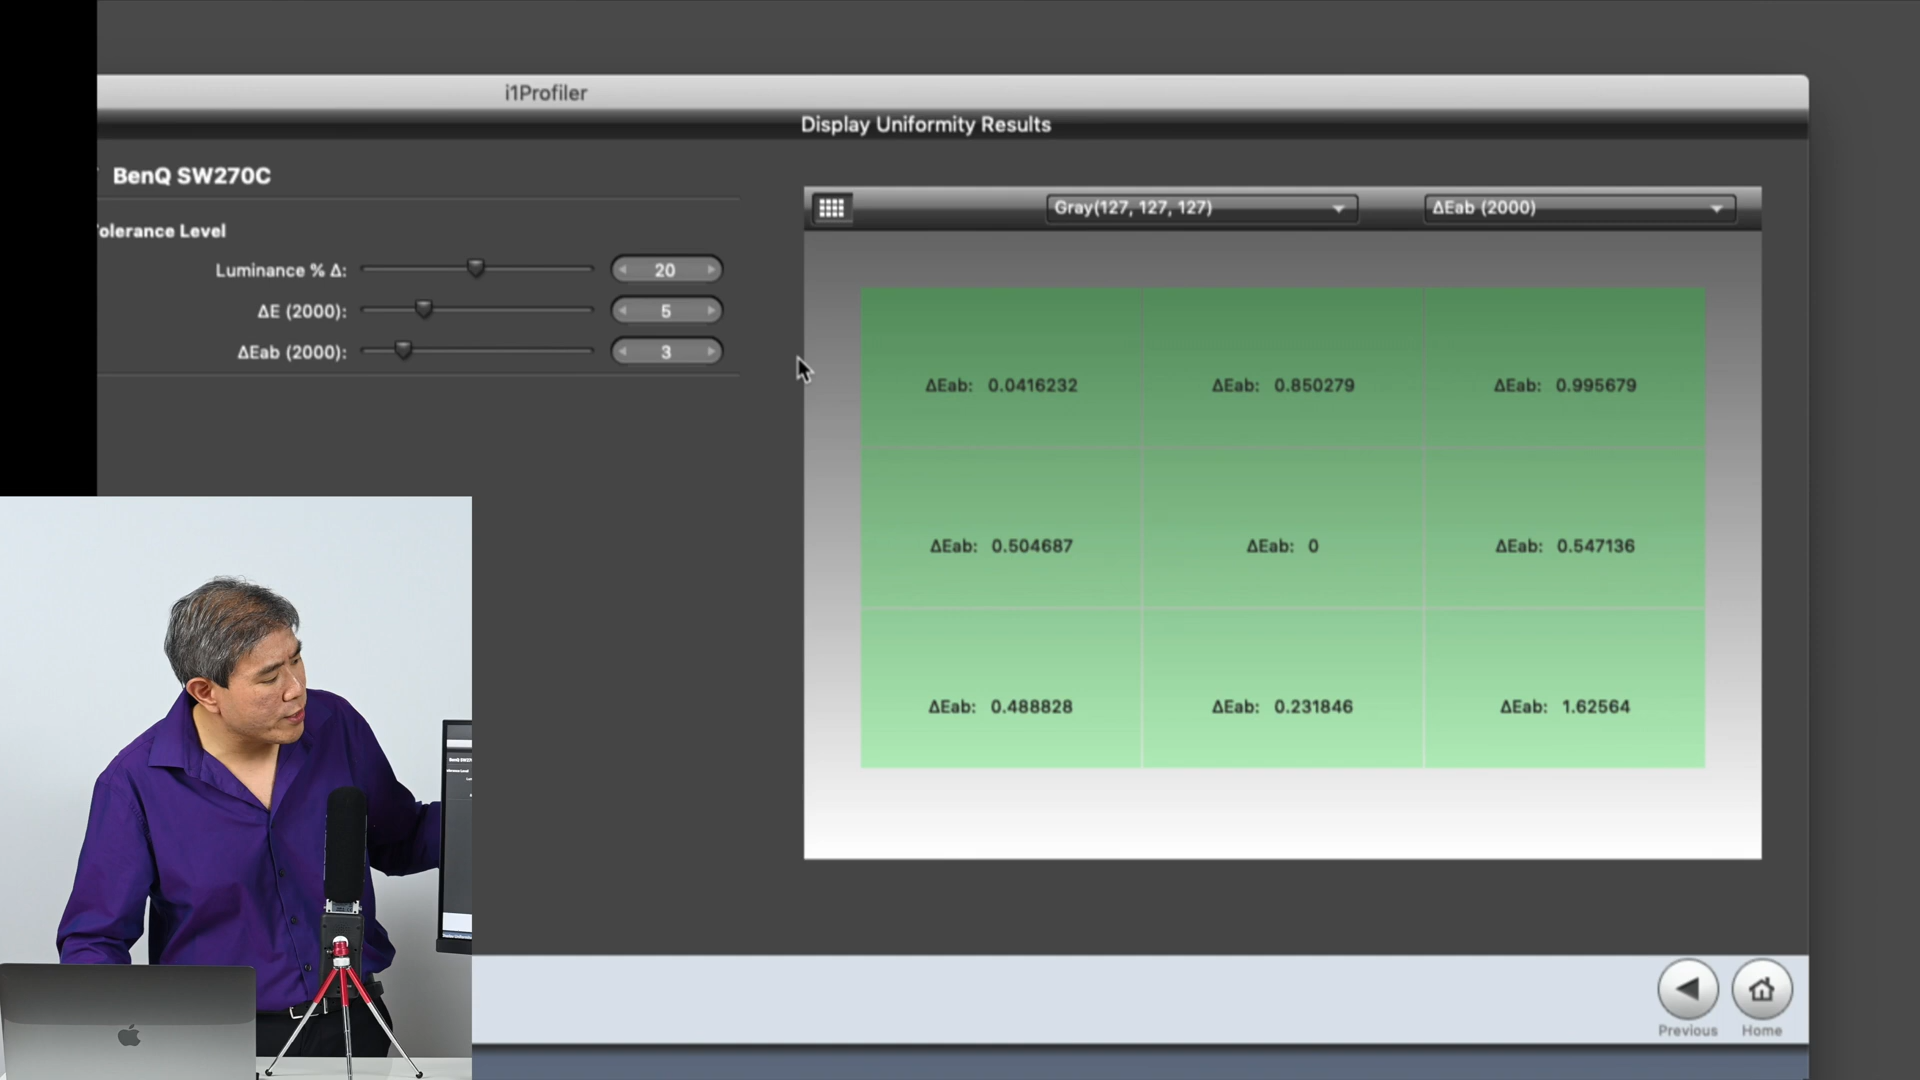 i1Profiler
Display Uniformity Results
BenQ SW270C
olerance Level
Luminance % Δ: 20
ΔE (2000): 5
ΔEab (2000): 3
Gray(127, 127, 127) ΔEab (2000)
ΔEab: 0.0416232 ΔEab: 0.850279 ΔEab: 0.995679
ΔEab: 0.504687 ΔEab: 0 ΔEab: 0.547136
ΔEab: 0.488828 ΔEab: 0.231846 ΔEab: 1.62564
Previous Home